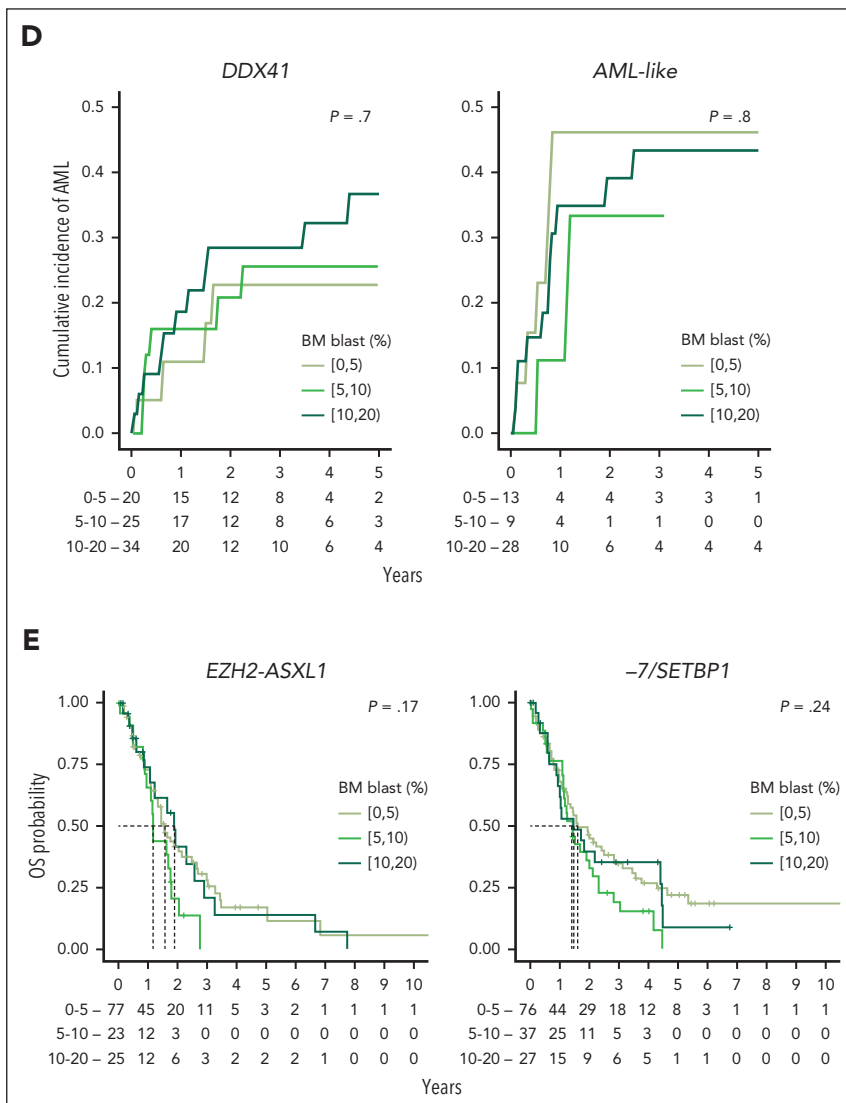 D
DDX41
AML-like
Cumulative incidence of AML
0.5
0.4
0.3
0.2
0.1
0.0
P = .7
BM blast (%)
[0,5)
[5,10)
[10,20)
0 1 2 3 4 5
0-5 – 20 15 12 8 4 2
5-10 – 25 17 12 8 6 3
10-20 – 34 20 12 10 6 4
0.5
0.4
0.3
0.2
0.1
0.0
P = .8
BM blast (%)
[0,5)
[5,10)
[10,20)
0 1 2 3 4 5
0-5 – 13 4 4 3 3 1
5-10 – 9 4 1 1 0 0
10-20 – 28 10 6 4 4 4
Years
E
EZH2-ASXL1
–7/SETBP1
OS probability
1.00
0.75
0.50
0.25
0.00
P = .17
BM blast (%)
[0,5)
[5,10)
[10,20)
0 1 2 3 4 5 6 7 8 9 10
0-5 – 77 45 20 11 5 3 2 1 1 1 1
5-10 – 23 12 3 0 0 0 0 0 0 0 0
10-20 – 25 12 6 3 2 2 2 1 0 0 0
1.00
0.75
0.50
0.25
0.00
P = .24
BM blast (%)
[0,5)
[5,10)
[10,20)
0 1 2 3 4 5 6 7 8 9 10
0-5 – 76 44 29 18 12 8 3 1 1 1 1
5-10 – 37 25 11 5 3 0 0 0 0 0 0
10-20 – 27 15 9 6 5 1 1 0 0 0 0
Years